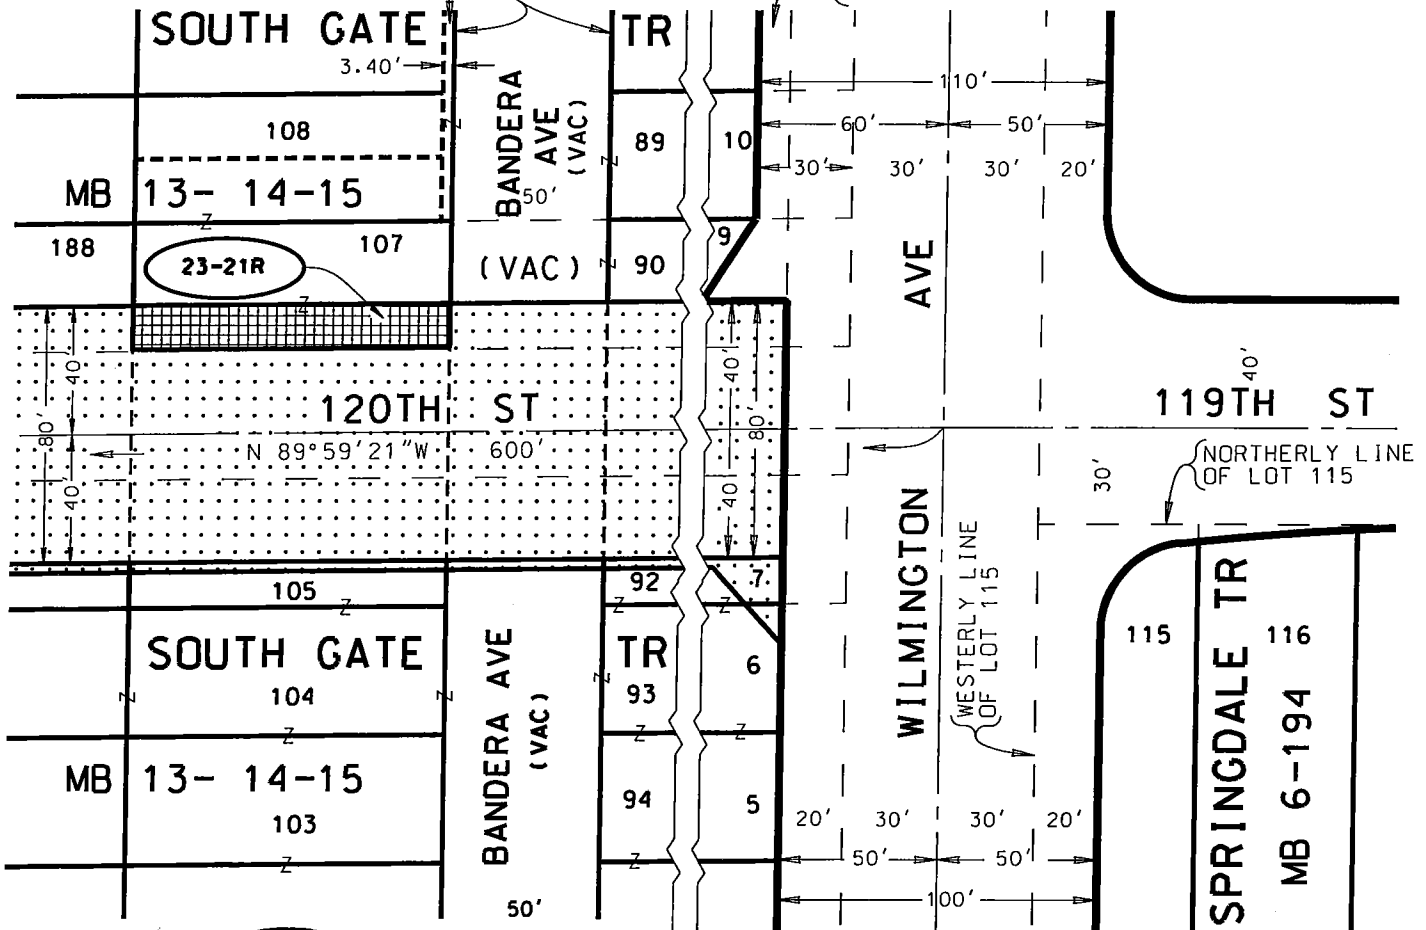 SOUTH GATE TR
3.40'
110'
BANDERA AVE (VAC)
108
89
10
60'
50'
30'
30'
30'
20'
MB 13- 14-15
50'
188
107
9
23-21R
(VAC)
90
AVE
40'
40'
40'
80'
80'
120TH ST
119TH ST
N 89°59'21"W
600'
40'
40'
30'
NORTHERLY LINE
OF LOT 115
105
92
7
WILMINGTON
WESTERLY LINE
OF LOT 115
SOUTH GATE TR
115
116
6
104
93
BANDERA AVE
(VAC)
SPRINGDALE TR
MB 6-194
MB 13- 14-15
94
5
103
20'
30'
30'
20'
50'
50'
100'
50'